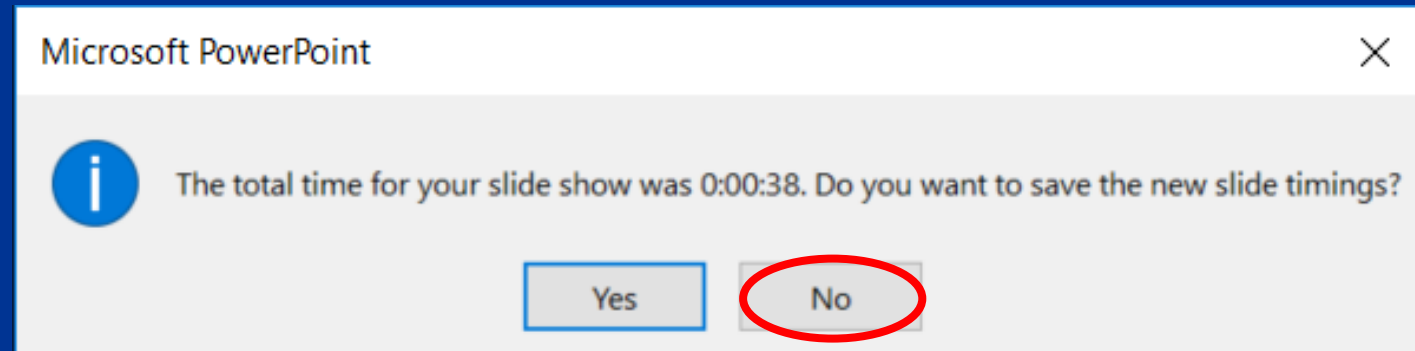 Microsoft PowerPoint
The total time for your slide show was 0:00:38. Do you want to save the new slide timings?
Yes No